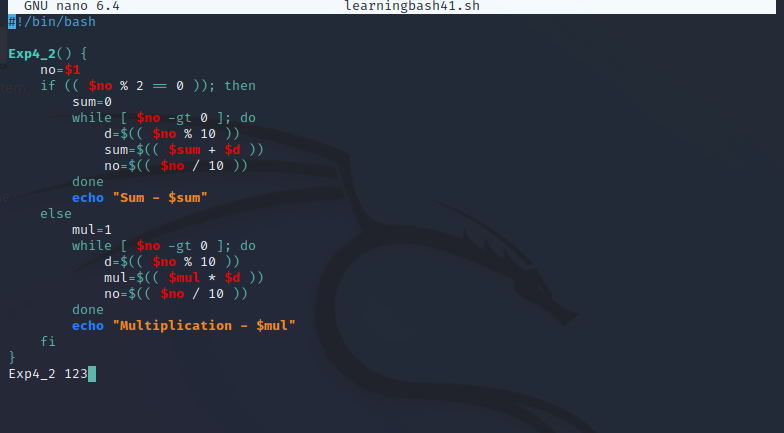 GNU nano 6.4 learningbash41.sh
#!/bin/bash

Exp4_2() {
    no=$1
    if (( $no % 2 == 0 )); then
        sum=0
        while [ $no -gt 0 ]; do
            d=$(( $no % 10 ))
            sum=$(( $sum + $d ))
            no=$(( $no / 10 ))
        done
        echo "Sum - $sum"
    else
        mul=1
        while [ $no -gt 0 ]; do
            d=$(( $no % 10 ))
            mul=$(( $mul * $d ))
            no=$(( $no / 10 ))
        done
        echo "Multiplication - $mul"
    fi
}
Exp4_2 123